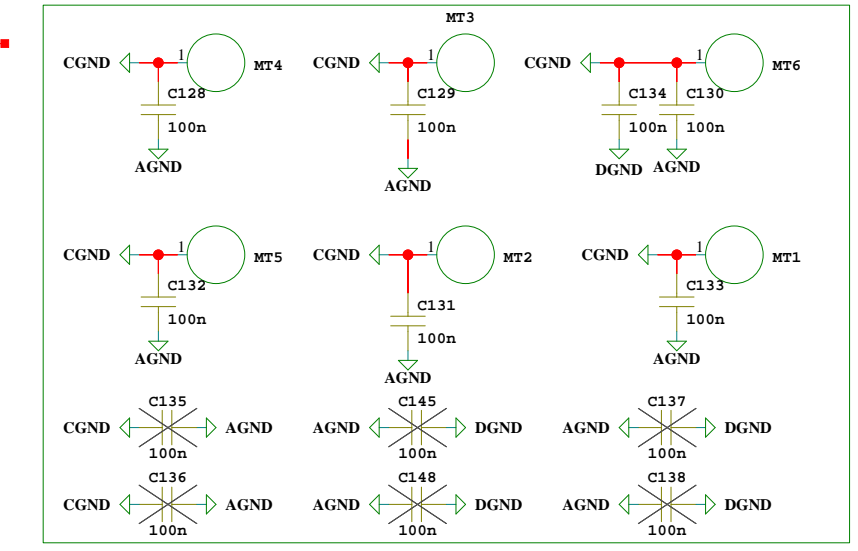 MT3
CGND 1 MT4
C128
100n
AGND
CGND 1
C129
100n
AGND
CGND 1 MT6
C134 C130
100n 100n
DGND AGND
CGND 1 MT5
C132
100n
AGND
CGND 1 MT2
C131
100n
AGND
CGND 1 MT1
C133
100n
AGND
C135
CGND AGND
100n
C145
AGND DGND
100n
C137
AGND DGND
100n
C136
CGND AGND
100n
C148
AGND DGND
100n
C138
AGND DGND
100n